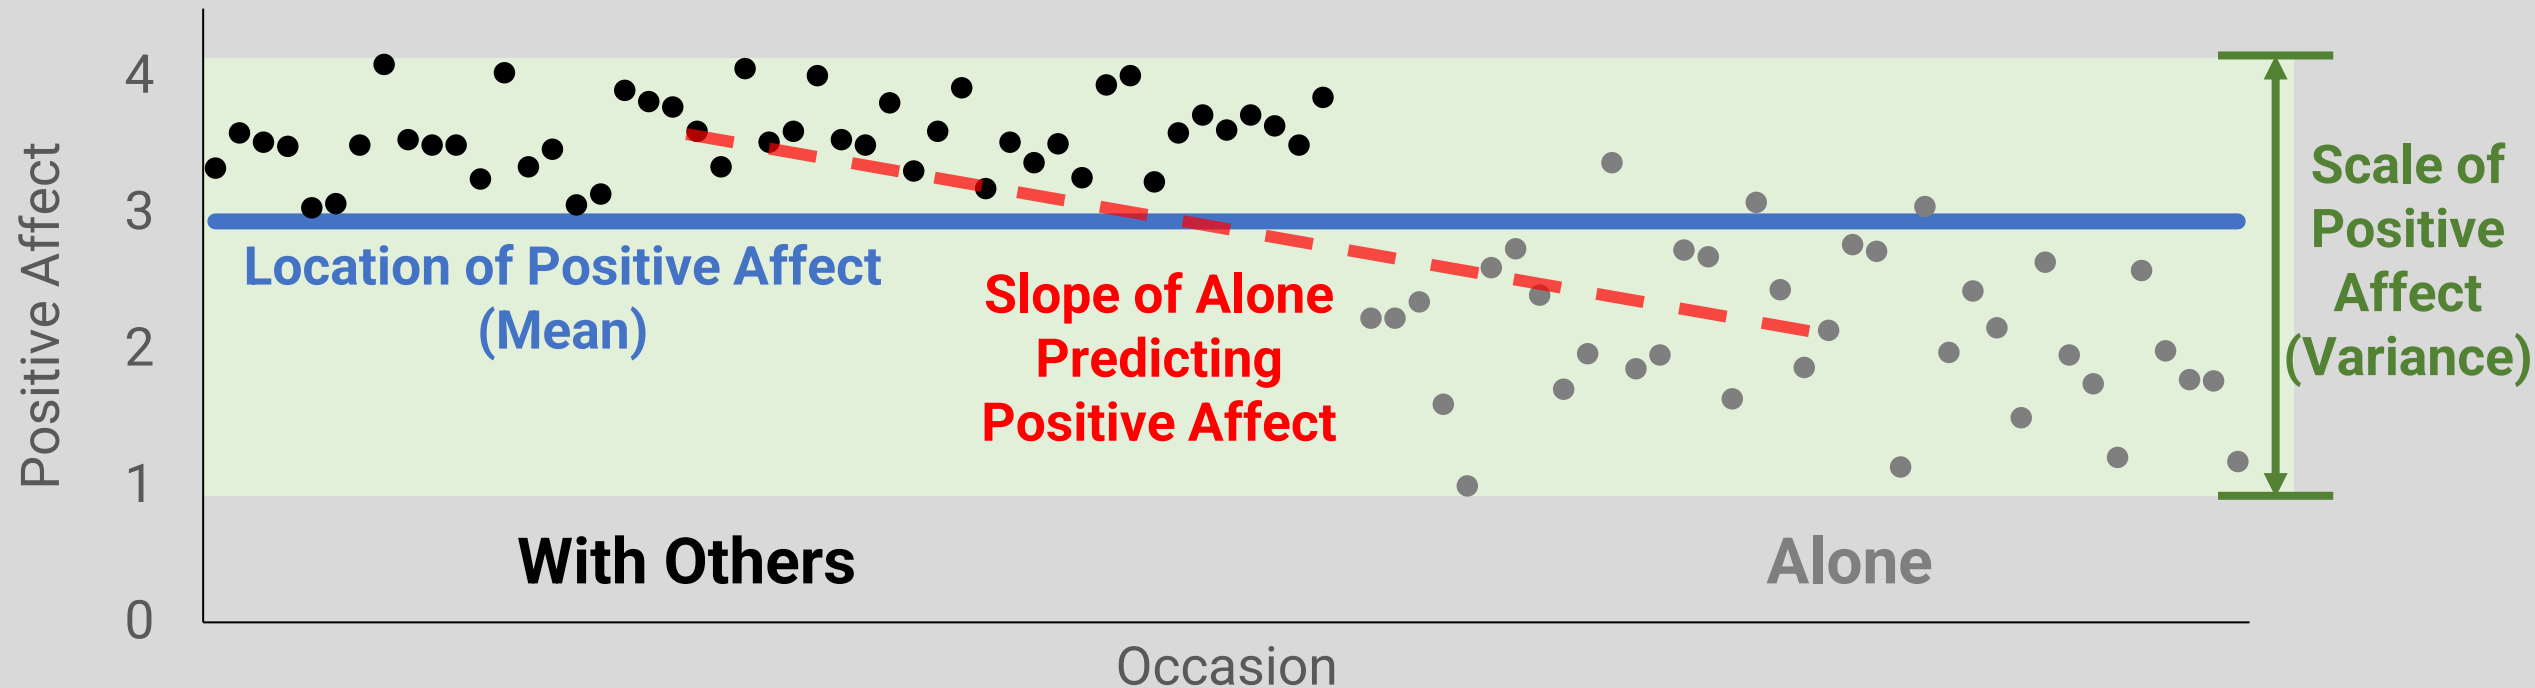 Positive Affect
4
3
2
1
0
Location of Positive Affect
(Mean)
Slope of Alone
Predicting
Positive Affect
Scale of
Positive
Affect
(Variance)
With Others
Alone
Occasion